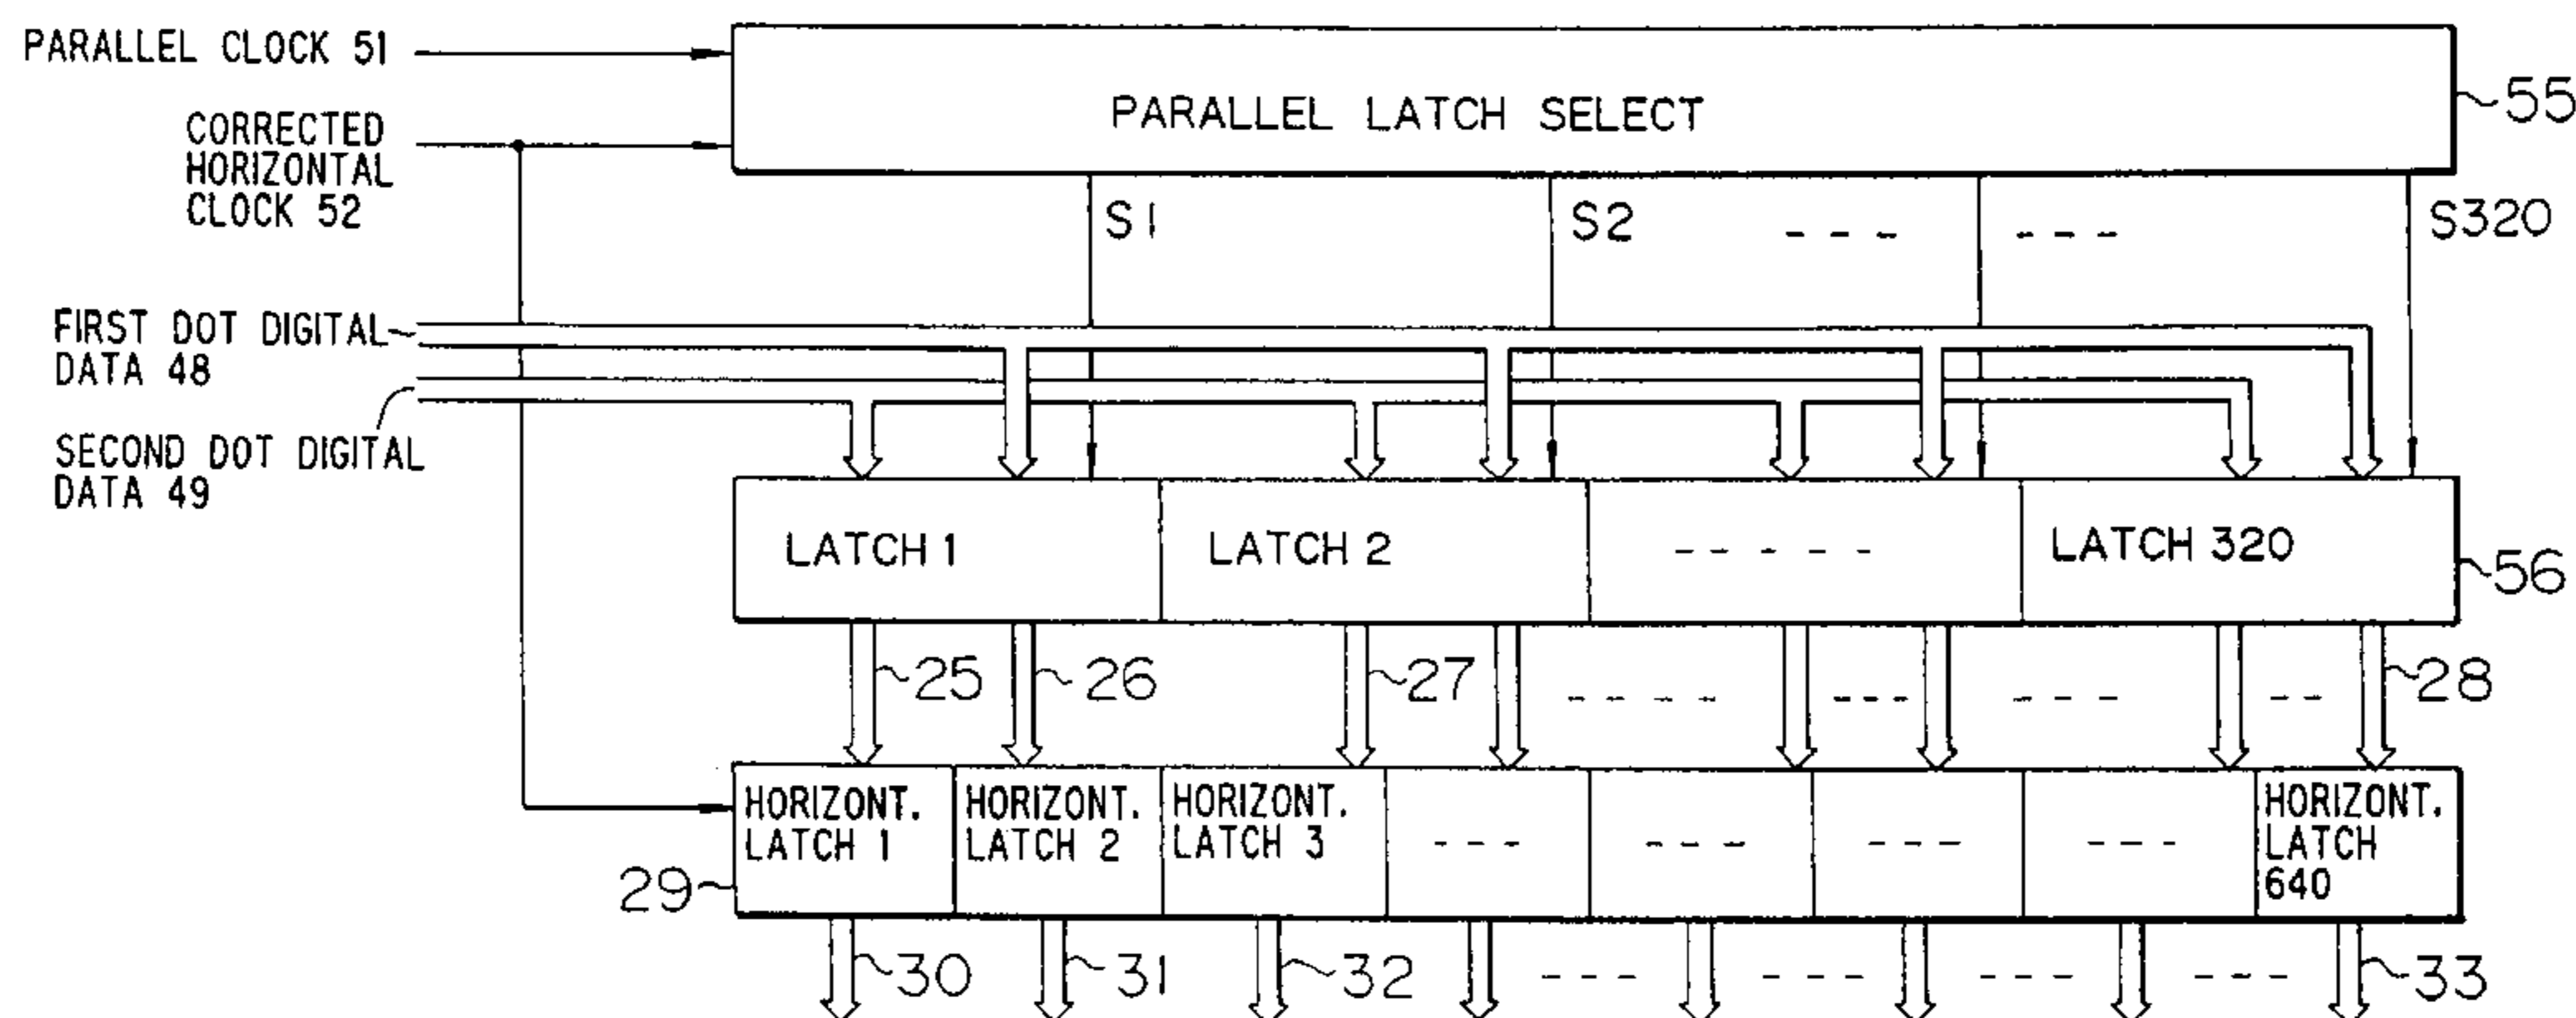 PARALLEL CLOCK 51
CORRECTED
HORIZONTAL
CLOCK 52
PARALLEL LATCH SELECT
55
S1
S2
--- ---
S320
FIRST DOT DIGITAL
DATA 48
SECOND DOT DIGITAL
DATA 49
LATCH 1
LATCH 2
-----
LATCH 320
56
25
26
27
---- --- ---- --
28
HORIZONT.
LATCH 1
HORIZONT.
LATCH 2
HORIZONT.
LATCH 3
--- --- --- ---
HORIZONT.
LATCH
640
29
30
31
32
--- ---- --- ---
33